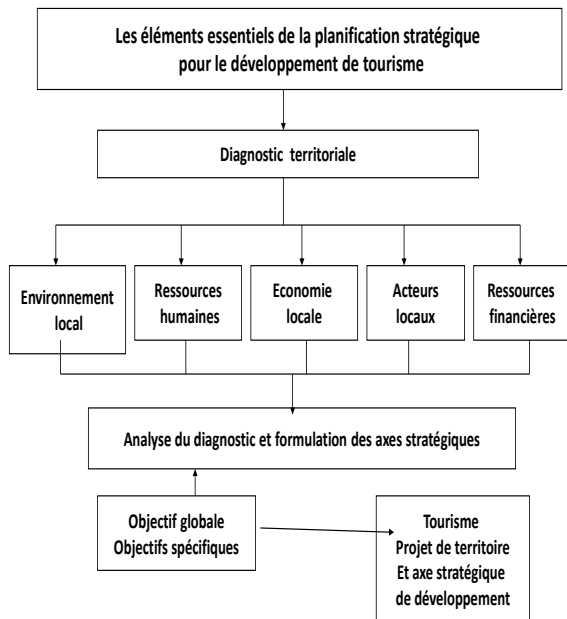 Les éléments essentiels de la planification stratégique
pour le développement de tourisme
Diagnostic territoriale
Environnement
local
Ressources
humaines
Economie
locale
Acteurs
locaux
Ressources
financières
Analyse du diagnostic et formulation des axes stratégiques
Objectif globale
Objectifs spécifiques
Tourisme
Projet de territoire
Et axe stratégique
de développement